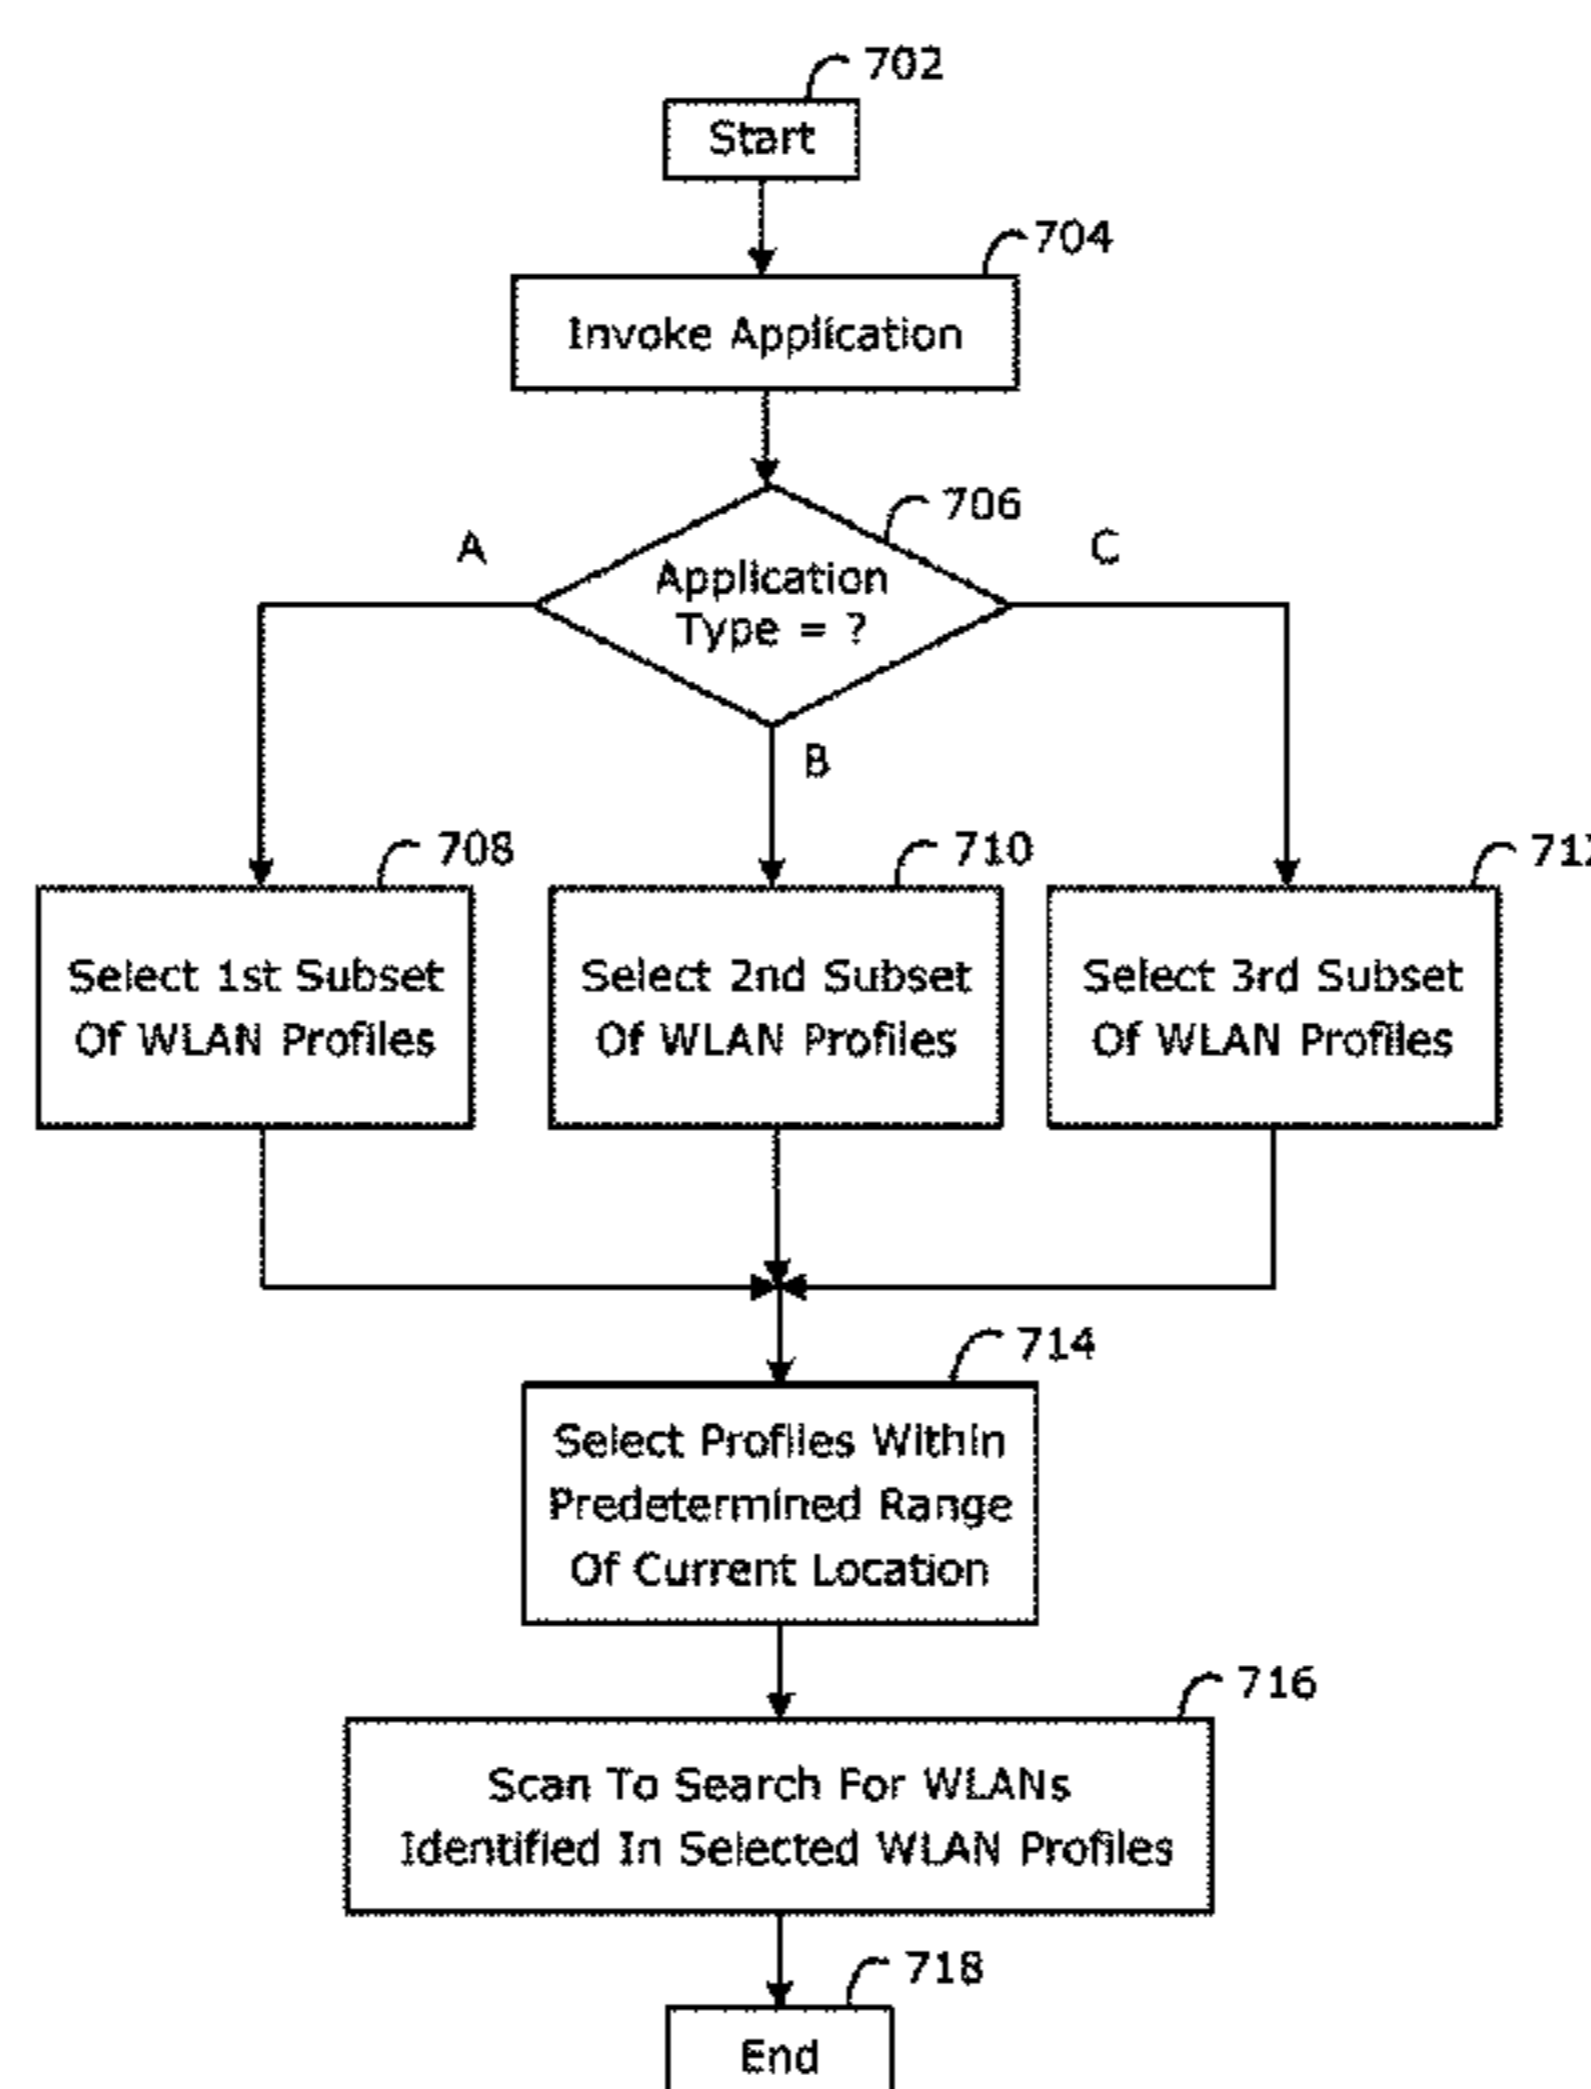 702
Start
704
Invoke Application
706
A
C
Application
Type = ?
B
708
710
Select 1st Subset
Of WLAN Profiles
Select 2nd Subset
Of WLAN Profiles
Select 3rd Subset
Of WLAN Profiles
714
Select Profiles Within
Predetermined Range
Of Current Location
716
Scan To Search For WLANs
Identified In Selected WLAN Profiles
718
End